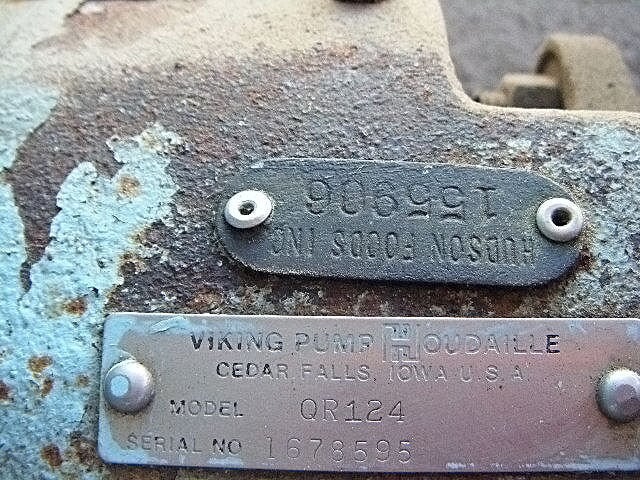 HUDSON FOODS INC
155906
VIKING PUMP HOUDAILLE
CEDAR FALLS, IOWA U.S.A.
MODEL QR124
SERIAL NO 1678595